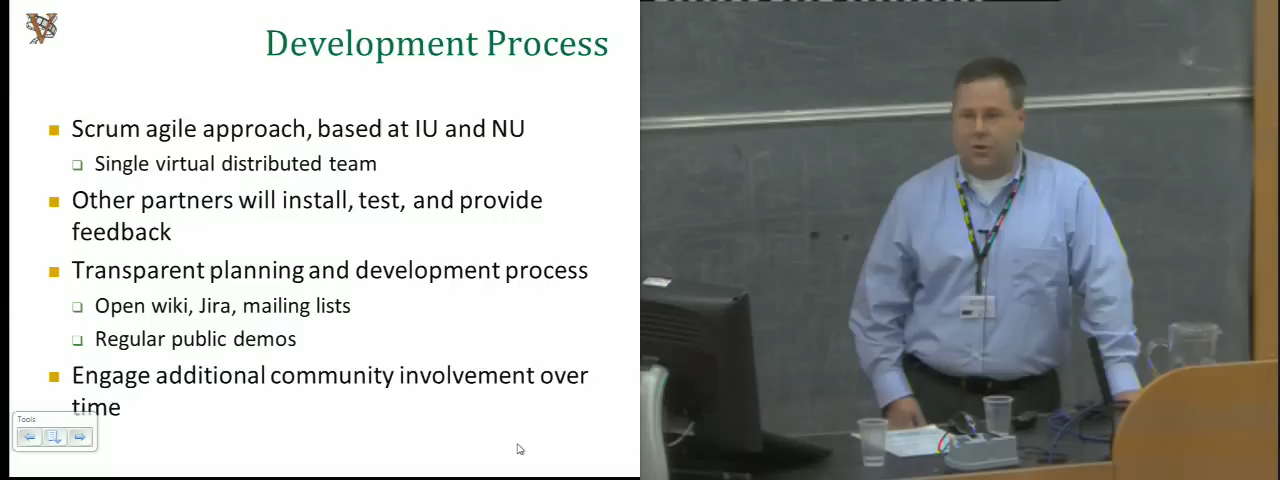 Development Process
Scrum agile approach, based at IU and NU
Single virtual distributed team
Other partners will install, test, and provide
feedback
Transparent planning and development process
Open wiki, Jira, mailing lists
Regular public demos
Engage additional community involvement over
time
Tools